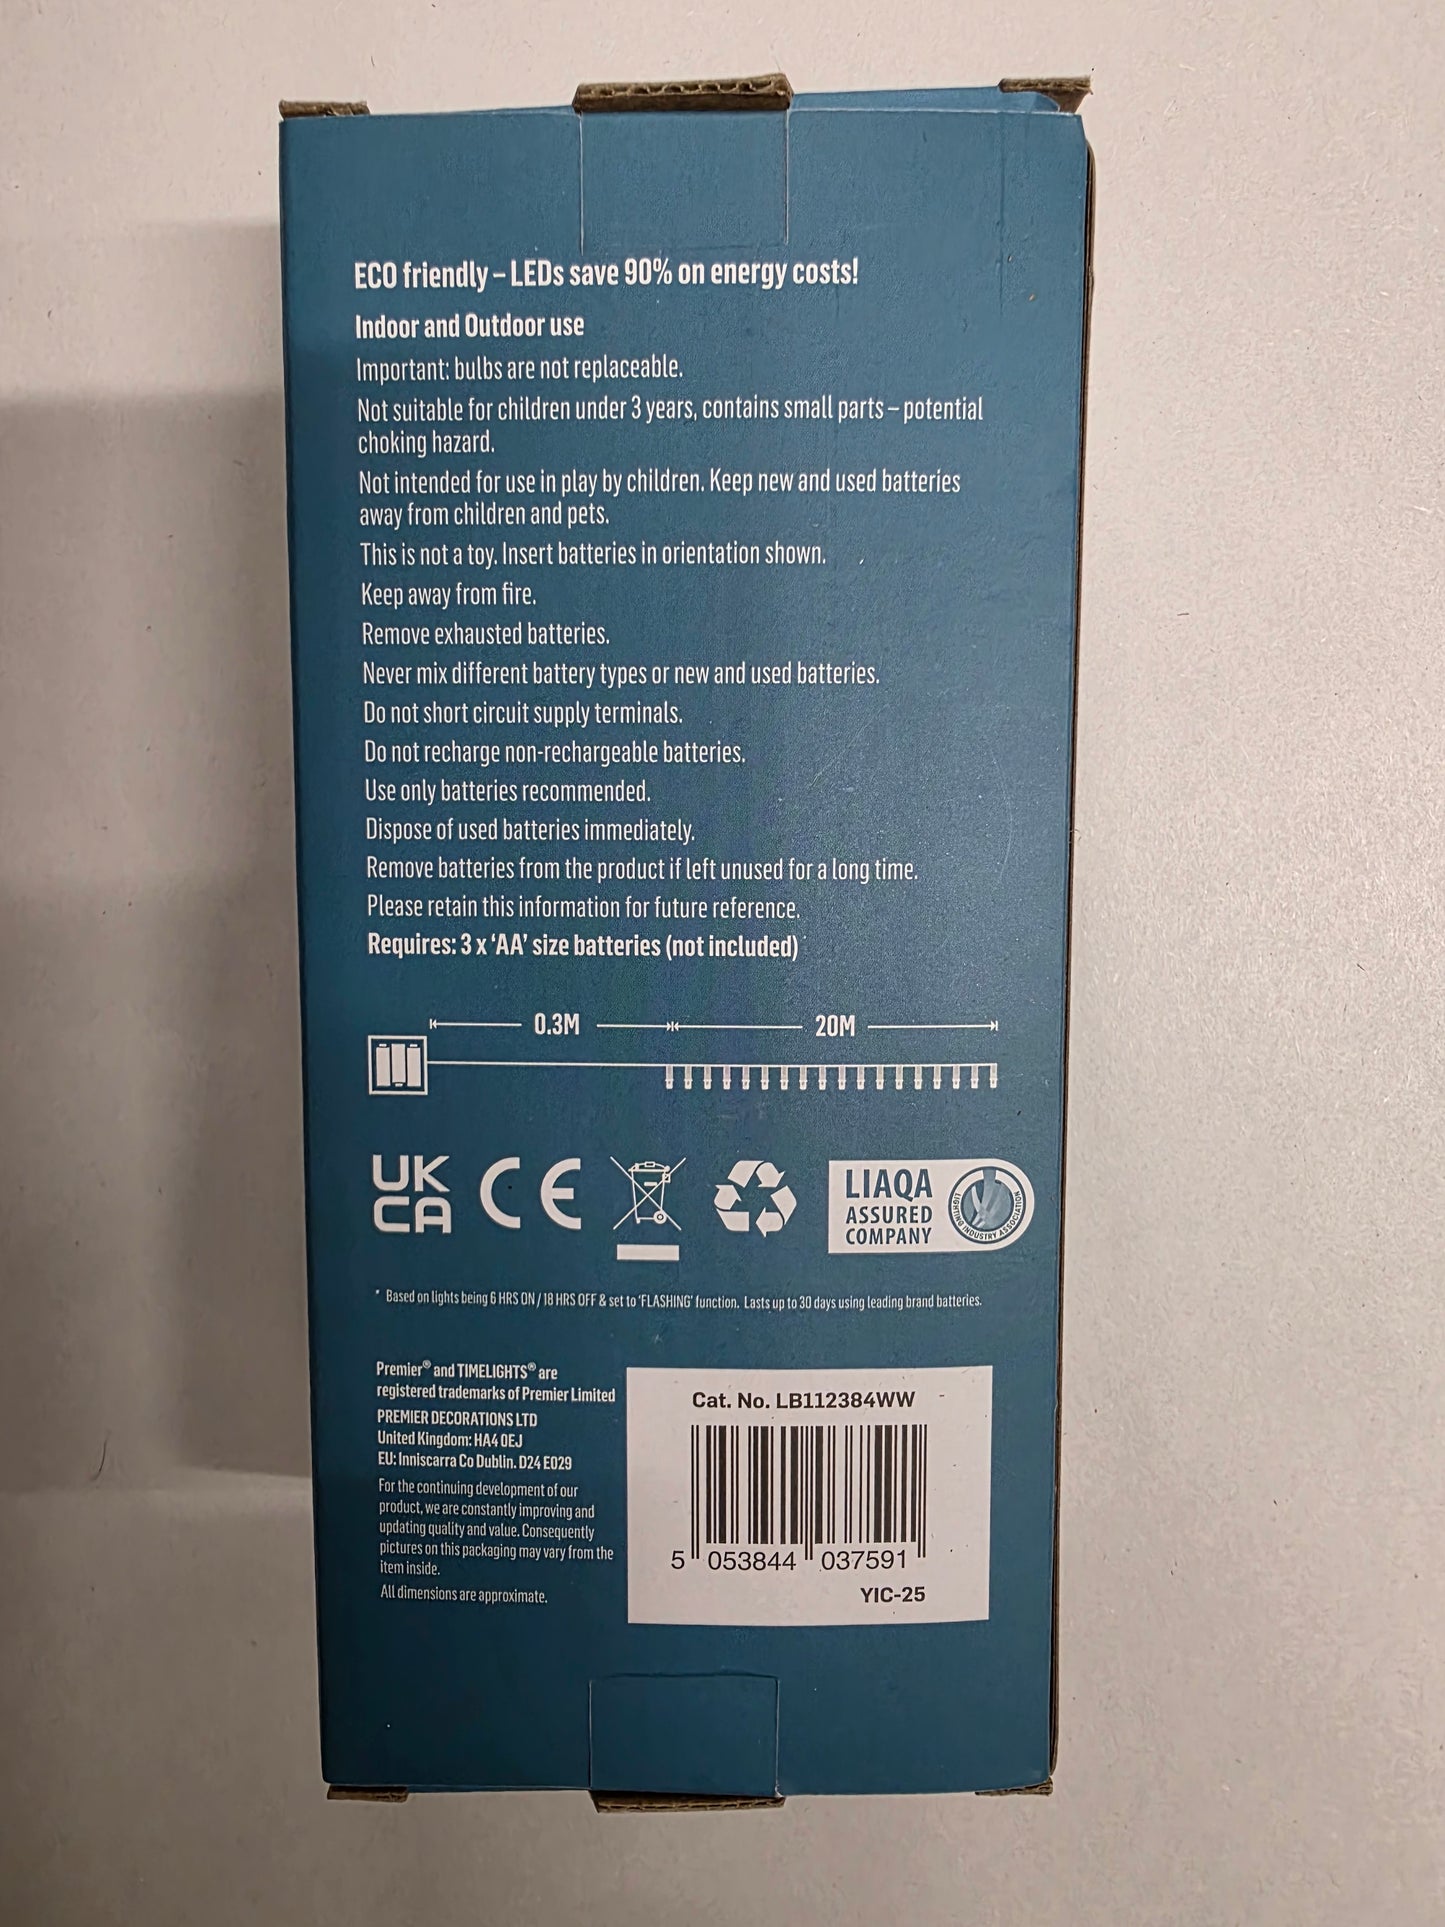 ECO friendly – LEDs save 90% on energy costs!
Indoor and Outdoor use
Important: bulbs are not replaceable.
Not suitable for children under 3 years, contains small parts – potential
choking hazard.
Not intended for use in play by children. Keep new and used batteries
away from children and pets.
This is not a toy. Insert batteries in orientation shown.
Keep away from fire.
Remove exhausted batteries.
Never mix different battery types or new and used batteries.
Do not short circuit supply terminals.
Do not recharge non-rechargeable batteries.
Use only batteries recommended.
Dispose of used batteries immediately.
Remove batteries from the product if left unused for a long time.
Please retain this information for future reference.
Requires: 3 x ‘AA’ size batteries (not included)
0.3M 20M
UK
CA
CE
LIAQA
ASSURED
COMPANY
LIGHTING INDUSTRY ASSOCIATION
* Based on lights being 6 HRS ON / 18 HRS OFF & set to ‘FLASHING’ function. Lasts up to 30 days using leading brand batteries.
Premier® and TIMELIGHTS® are
registered trademarks of Premier Limited
PREMIER DECORATIONS LTD
United Kingdom: HA4 0EJ
EU: Inniscarra Co Dublin. D24 E029
For the continuing development of our
product, we are constantly improving and
updating quality and value. Consequently
pictures on this packaging may vary from the
item inside.
All dimensions are approximate.
Cat. No. LB112384WW
5 053844 037591
YIC-25